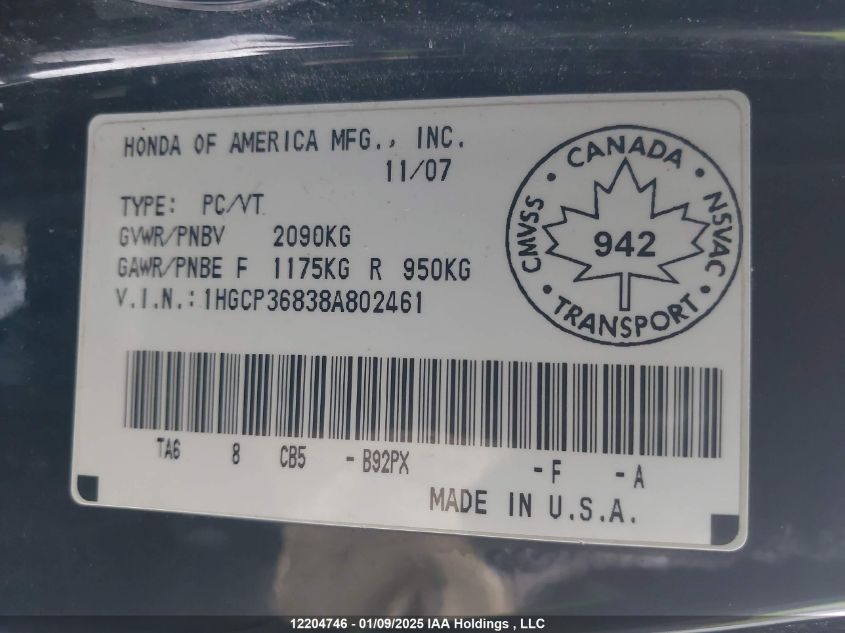 HONDA OF AMERICA MFG., INC.
11/07
TYPE: PC/VT
GVWR/PNBV 2090KG
GAWR/PNBE F 1175KG R 950KG
V.I.N.: 1HGCP36838A802461
• CANADA • NSVAC • TRANSPORT • CMVSS
942
TA6 8 CB5 - B92PX - F - A
MADE IN U.S.A.
12204746 - 01/09/2025 IAA Holdings , LLC